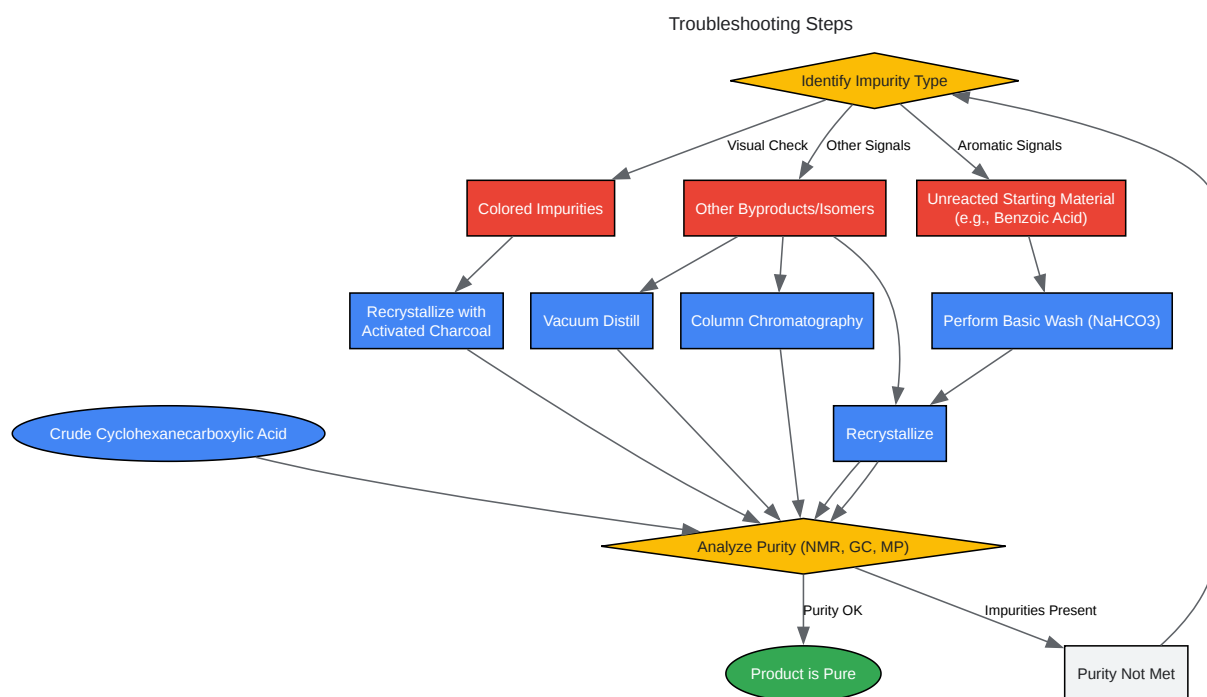 Troubleshooting Steps
Identify Impurity Type
Visual Check
Other Signals
Aromatic Signals
Colored Impurities
Other Byproducts/Isomers
Unreacted Starting Material
(e.g., Benzoic Acid)
Recrystallize with
Activated Charcoal
Vacuum Distill
Column Chromatography
Perform Basic Wash (NaHCO3)
Crude Cyclohexanecarboxylic Acid
Recrystallize
Analyze Purity (NMR, GC, MP)
Purity OK
Impurities Present
Product is Pure
Purity Not Met